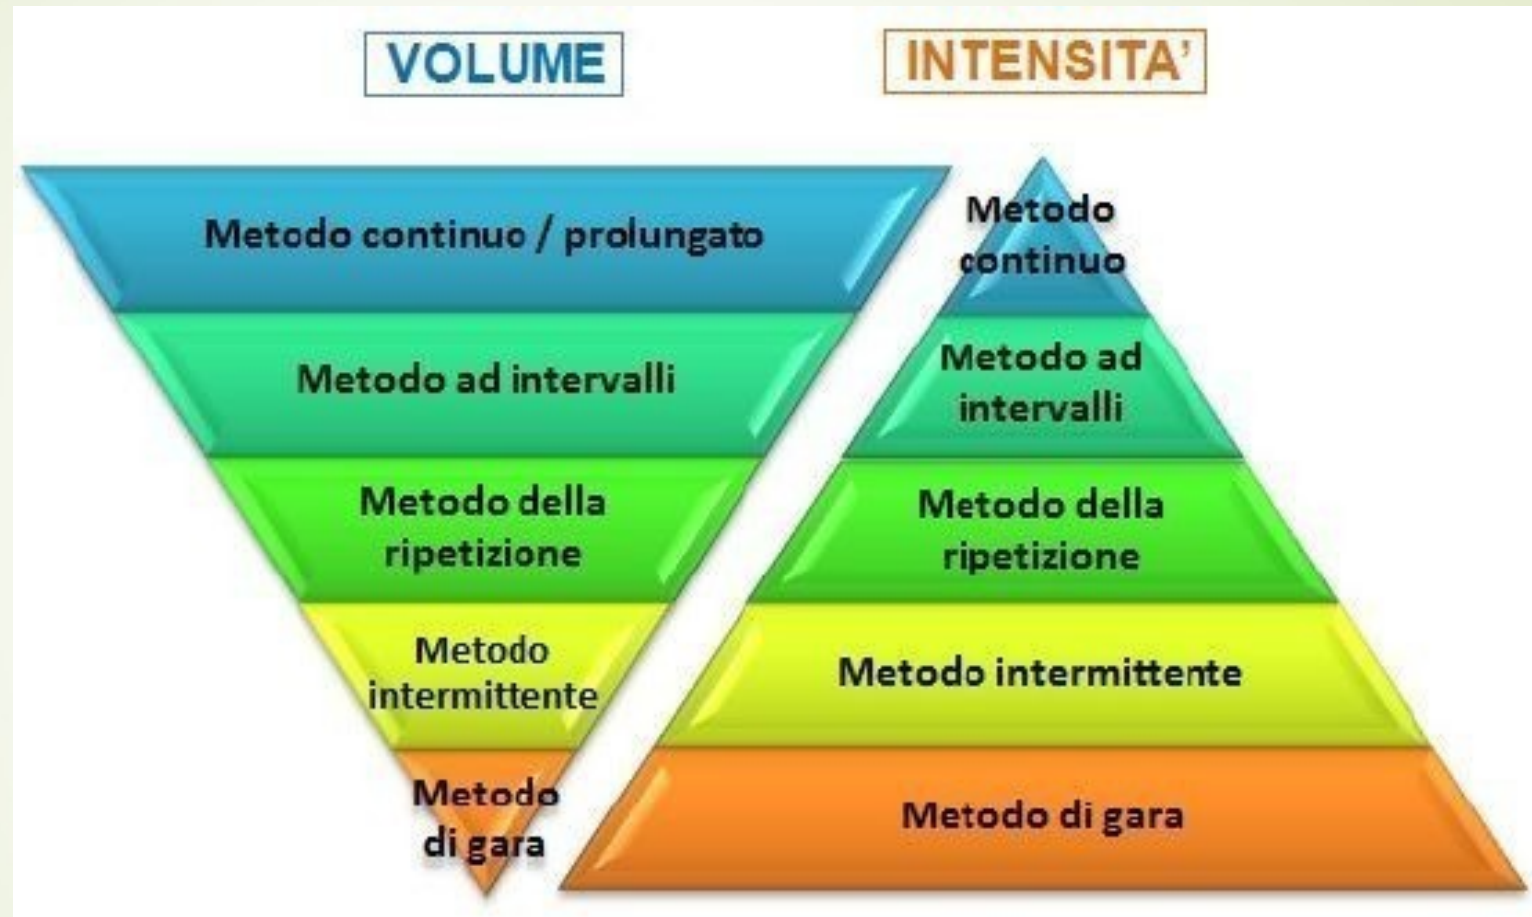 VOLUME
INTENSITA'
Metodo continuo / prolungato
Metodo ad intervalli
Metodo della
ripetizione
Metodo
intermittente
Metodo
di gara
Metodo
continuo
Metodo ad
intervalli
Metodo della
ripetizione
Metodo intermittente
Metodo di gara